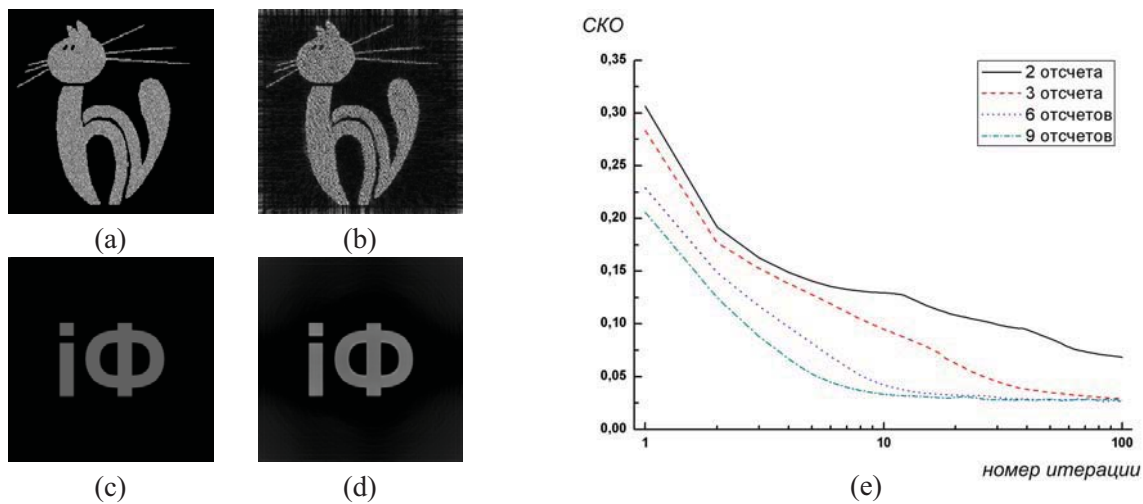 (a)
(b)
iФ
(c)
iФ
(d)
СКО
0,35
0,30
0,25
0,20
0,15
0,10
0,05
0,00
2 отсчета
3 отсчета
6 отсчетов
9 отсчетов
1
10
100
номер итерации
(e)